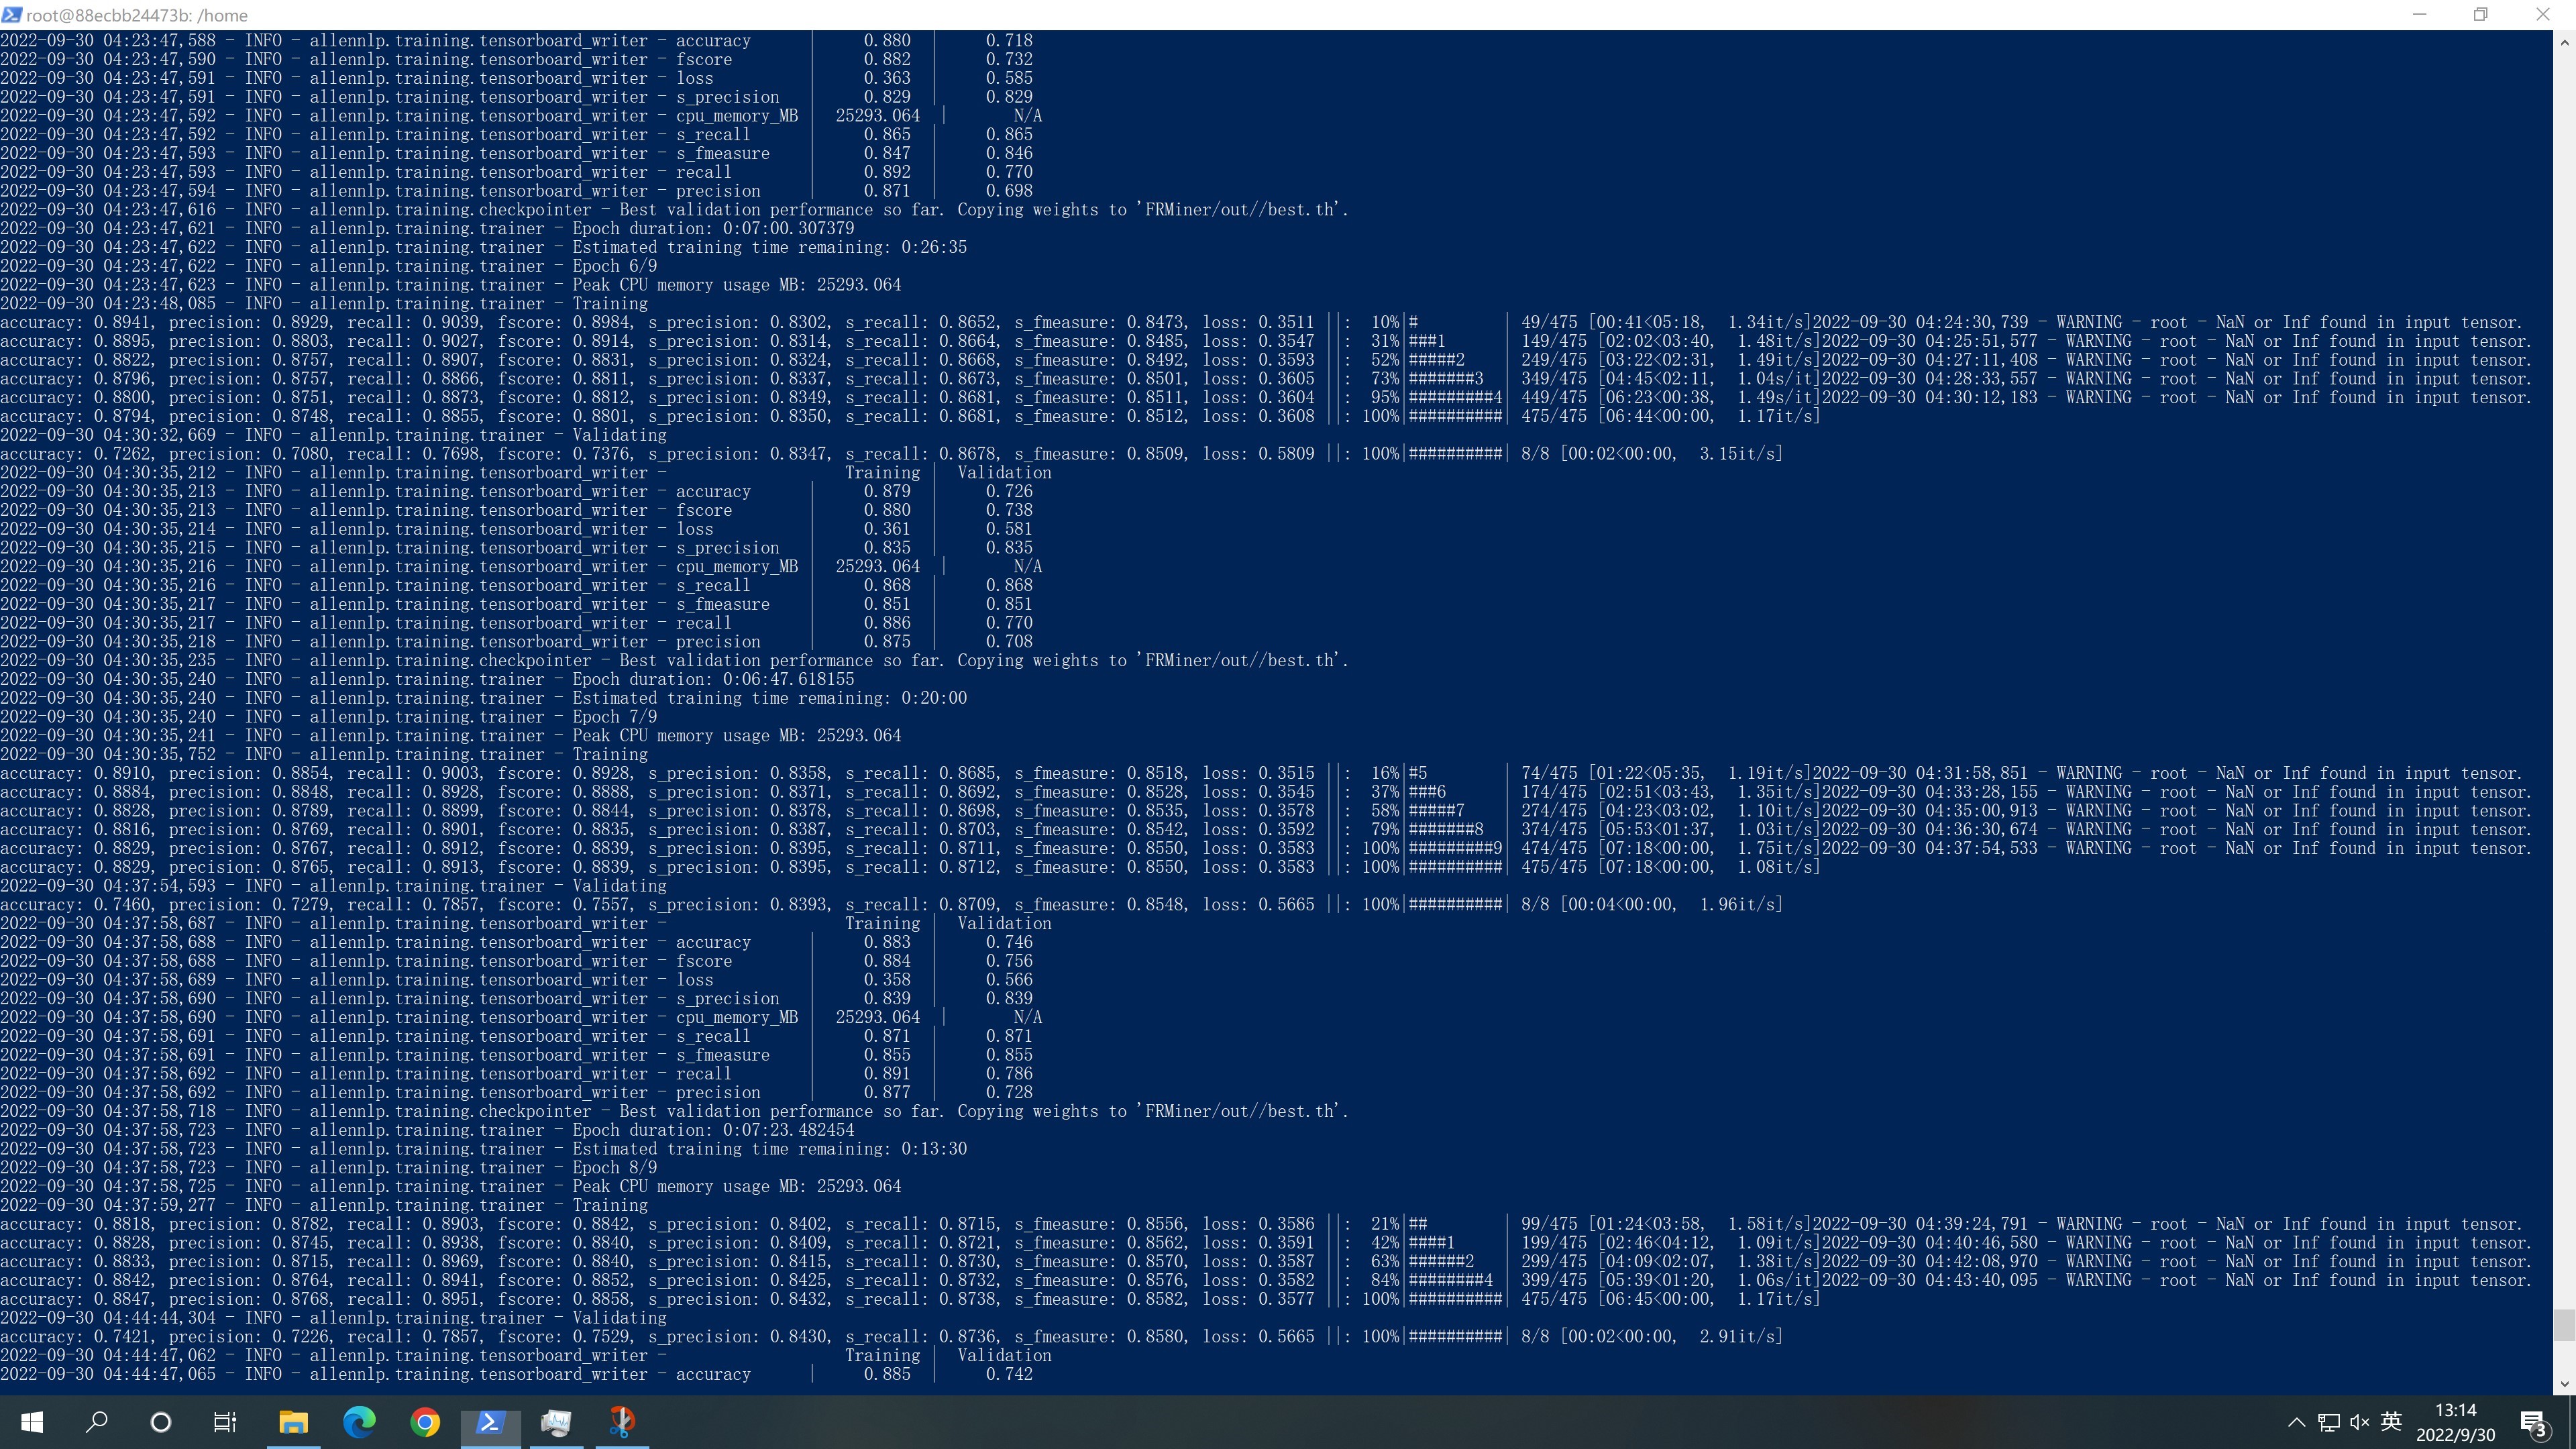 root@88ecbb24473b: /home
2022-09-30 04:23:47,588 - INFO - allennlp.training.tensorboard_writer - accuracy | 0.880 | 0.718
2022-09-30 04:23:47,590 - INFO - allennlp.training.tensorboard_writer - fscore | 0.882 | 0.732
2022-09-30 04:23:47,591 - INFO - allennlp.training.tensorboard_writer - loss | 0.363 | 0.585
2022-09-30 04:23:47,591 - INFO - allennlp.training.tensorboard_writer - s_precision | 0.829 | 0.829
2022-09-30 04:23:47,592 - INFO - allennlp.training.tensorboard_writer - cpu_memory_MB | 25293.064 | N/A
2022-09-30 04:23:47,592 - INFO - allennlp.training.tensorboard_writer - s_recall | 0.865 | 0.865
2022-09-30 04:23:47,593 - INFO - allennlp.training.tensorboard_writer - s_fmeasure | 0.847 | 0.846
2022-09-30 04:23:47,593 - INFO - allennlp.training.tensorboard_writer - recall | 0.892 | 0.770
2022-09-30 04:23:47,594 - INFO - allennlp.training.tensorboard_writer - precision | 0.871 | 0.698
2022-09-30 04:23:47,616 - INFO - allennlp.training.checkpointer - Best validation performance so far. Copying weights to 'FRMiner/out//best.th'.
2022-09-30 04:23:47,621 - INFO - allennlp.training.trainer - Epoch duration: 0:07:00.307379
2022-09-30 04:23:47,622 - INFO - allennlp.training.trainer - Estimated training time remaining: 0:26:35
2022-09-30 04:23:47,622 - INFO - allennlp.training.trainer - Epoch 6/9
2022-09-30 04:23:47,623 - INFO - allennlp.training.trainer - Peak CPU memory usage MB: 25293.064
2022-09-30 04:23:48,085 - INFO - allennlp.training.trainer - Training
accuracy: 0.8941, precision: 0.8929, recall: 0.9039, fscore: 0.8984, s_precision: 0.8302, s_recall: 0.8652, s_fmeasure: 0.8473, loss: 0.3511 ||: 10%|# | 49/475 [00:41<05:18, 1.34it/s]2022-09-30 04:24:30,739 - WARNING - root - NaN or Inf found in input tensor.
accuracy: 0.8895, precision: 0.8803, recall: 0.9027, fscore: 0.8914, s_precision: 0.8314, s_recall: 0.8664, s_fmeasure: 0.8485, loss: 0.3547 ||: 31%|###1 | 149/475 [02:02<03:40, 1.48it/s]2022-09-30 04:25:51,577 - WARNING - root - NaN or Inf found in input tensor.
accuracy: 0.8822, precision: 0.8757, recall: 0.8907, fscore: 0.8831, s_precision: 0.8324, s_recall: 0.8668, s_fmeasure: 0.8492, loss: 0.3593 ||: 52%|#####2 | 249/475 [03:22<02:31, 1.49it/s]2022-09-30 04:27:11,408 - WARNING - root - NaN or Inf found in input tensor.
accuracy: 0.8796, precision: 0.8757, recall: 0.8866, fscore: 0.8811, s_precision: 0.8337, s_recall: 0.8673, s_fmeasure: 0.8501, loss: 0.3605 ||: 73%|#######3 | 349/475 [04:45<02:11, 1.04s/it]2022-09-30 04:28:33,557 - WARNING - root - NaN or Inf found in input tensor.
accuracy: 0.8800, precision: 0.8751, recall: 0.8873, fscore: 0.8812, s_precision: 0.8349, s_recall: 0.8681, s_fmeasure: 0.8511, loss: 0.3604 ||: 95%|#########4| 449/475 [06:23<00:38, 1.49s/it]2022-09-30 04:30:12,183 - WARNING - root - NaN or Inf found in input tensor.
accuracy: 0.8794, precision: 0.8748, recall: 0.8855, fscore: 0.8801, s_precision: 0.8350, s_recall: 0.8681, s_fmeasure: 0.8512, loss: 0.3608 ||: 100%|##########| 475/475 [06:44<00:00, 1.17it/s]
2022-09-30 04:30:32,669 - INFO - allennlp.training.trainer - Validating
accuracy: 0.7262, precision: 0.7080, recall: 0.7698, fscore: 0.7376, s_precision: 0.8347, s_recall: 0.8678, s_fmeasure: 0.8509, loss: 0.5809 ||: 100%|##########| 8/8 [00:02<00:00, 3.15it/s]
2022-09-30 04:30:35,212 - INFO - allennlp.training.tensorboard_writer - Training | Validation
2022-09-30 04:30:35,213 - INFO - allennlp.training.tensorboard_writer - accuracy | 0.879 | 0.726
2022-09-30 04:30:35,213 - INFO - allennlp.training.tensorboard_writer - fscore | 0.880 | 0.738
2022-09-30 04:30:35,214 - INFO - allennlp.training.tensorboard_writer - loss | 0.361 | 0.581
2022-09-30 04:30:35,215 - INFO - allennlp.training.tensorboard_writer - s_precision | 0.835 | 0.835
2022-09-30 04:30:35,216 - INFO - allennlp.training.tensorboard_writer - cpu_memory_MB | 25293.064 | N/A
2022-09-30 04:30:35,216 - INFO - allennlp.training.tensorboard_writer - s_recall | 0.868 | 0.868
2022-09-30 04:30:35,217 - INFO - allennlp.training.tensorboard_writer - s_fmeasure | 0.851 | 0.851
2022-09-30 04:30:35,217 - INFO - allennlp.training.tensorboard_writer - recall | 0.886 | 0.770
2022-09-30 04:30:35,218 - INFO - allennlp.training.tensorboard_writer - precision | 0.875 | 0.708
2022-09-30 04:30:35,235 - INFO - allennlp.training.checkpointer - Best validation performance so far. Copying weights to 'FRMiner/out//best.th'.
2022-09-30 04:30:35,240 - INFO - allennlp.training.trainer - Epoch duration: 0:06:47.618155
2022-09-30 04:30:35,240 - INFO - allennlp.training.trainer - Estimated training time remaining: 0:20:00
2022-09-30 04:30:35,240 - INFO - allennlp.training.trainer - Epoch 7/9
2022-09-30 04:30:35,241 - INFO - allennlp.training.trainer - Peak CPU memory usage MB: 25293.064
2022-09-30 04:30:35,752 - INFO - allennlp.training.trainer - Training
accuracy: 0.8910, precision: 0.8854, recall: 0.9003, fscore: 0.8928, s_precision: 0.8358, s_recall: 0.8685, s_fmeasure: 0.8518, loss: 0.3515 ||: 16%|#5 | 74/475 [01:22<05:35, 1.19it/s]2022-09-30 04:31:58,851 - WARNING - root - NaN or Inf found in input tensor.
accuracy: 0.8884, precision: 0.8848, recall: 0.8928, fscore: 0.8888, s_precision: 0.8371, s_recall: 0.8692, s_fmeasure: 0.8528, loss: 0.3545 ||: 37%|###6 | 174/475 [02:51<03:43, 1.35it/s]2022-09-30 04:33:28,155 - WARNING - root - NaN or Inf found in input tensor.
accuracy: 0.8828, precision: 0.8789, recall: 0.8899, fscore: 0.8844, s_precision: 0.8378, s_recall: 0.8698, s_fmeasure: 0.8535, loss: 0.3578 ||: 58%|#####7 | 274/475 [04:23<03:02, 1.10it/s]2022-09-30 04:35:00,913 - WARNING - root - NaN or Inf found in input tensor.
accuracy: 0.8816, precision: 0.8769, recall: 0.8901, fscore: 0.8835, s_precision: 0.8387, s_recall: 0.8703, s_fmeasure: 0.8542, loss: 0.3592 ||: 79%|#######8 | 374/475 [05:53<01:37, 1.03it/s]2022-09-30 04:36:30,674 - WARNING - root - NaN or Inf found in input tensor.
accuracy: 0.8829, precision: 0.8767, recall: 0.8912, fscore: 0.8839, s_precision: 0.8395, s_recall: 0.8711, s_fmeasure: 0.8550, loss: 0.3583 ||: 100%|#########9| 474/475 [07:18<00:00, 1.75it/s]2022-09-30 04:37:54,533 - WARNING - root - NaN or Inf found in input tensor.
accuracy: 0.8829, precision: 0.8765, recall: 0.8913, fscore: 0.8839, s_precision: 0.8395, s_recall: 0.8712, s_fmeasure: 0.8550, loss: 0.3583 ||: 100%|##########| 475/475 [07:18<00:00, 1.08it/s]
2022-09-30 04:37:54,593 - INFO - allennlp.training.trainer - Validating
accuracy: 0.7460, precision: 0.7279, recall: 0.7857, fscore: 0.7557, s_precision: 0.8393, s_recall: 0.8709, s_fmeasure: 0.8548, loss: 0.5665 ||: 100%|##########| 8/8 [00:04<00:00, 1.96it/s]
2022-09-30 04:37:58,687 - INFO - allennlp.training.tensorboard_writer - Training | Validation
2022-09-30 04:37:58,688 - INFO - allennlp.training.tensorboard_writer - accuracy | 0.883 | 0.746
2022-09-30 04:37:58,688 - INFO - allennlp.training.tensorboard_writer - fscore | 0.884 | 0.756
2022-09-30 04:37:58,689 - INFO - allennlp.training.tensorboard_writer - loss | 0.358 | 0.566
2022-09-30 04:37:58,690 - INFO - allennlp.training.tensorboard_writer - s_precision | 0.839 | 0.839
2022-09-30 04:37:58,690 - INFO - allennlp.training.tensorboard_writer - cpu_memory_MB | 25293.064 | N/A
2022-09-30 04:37:58,691 - INFO - allennlp.training.tensorboard_writer - s_recall | 0.871 | 0.871
2022-09-30 04:37:58,691 - INFO - allennlp.training.tensorboard_writer - s_fmeasure | 0.855 | 0.855
2022-09-30 04:37:58,692 - INFO - allennlp.training.tensorboard_writer - recall | 0.891 | 0.786
2022-09-30 04:37:58,692 - INFO - allennlp.training.tensorboard_writer - precision | 0.877 | 0.728
2022-09-30 04:37:58,718 - INFO - allennlp.training.checkpointer - Best validation performance so far. Copying weights to 'FRMiner/out//best.th'.
2022-09-30 04:37:58,723 - INFO - allennlp.training.trainer - Epoch duration: 0:07:23.482454
2022-09-30 04:37:58,723 - INFO - allennlp.training.trainer - Estimated training time remaining: 0:13:30
2022-09-30 04:37:58,723 - INFO - allennlp.training.trainer - Epoch 8/9
2022-09-30 04:37:58,725 - INFO - allennlp.training.trainer - Peak CPU memory usage MB: 25293.064
2022-09-30 04:37:59,277 - INFO - allennlp.training.trainer - Training
accuracy: 0.8818, precision: 0.8782, recall: 0.8903, fscore: 0.8842, s_precision: 0.8402, s_recall: 0.8715, s_fmeasure: 0.8556, loss: 0.3586 ||: 21%|## | 99/475 [01:24<03:58, 1.58it/s]2022-09-30 04:39:24,791 - WARNING - root - NaN or Inf found in input tensor.
accuracy: 0.8828, precision: 0.8745, recall: 0.8938, fscore: 0.8840, s_precision: 0.8409, s_recall: 0.8721, s_fmeasure: 0.8562, loss: 0.3591 ||: 42%|####1 | 199/475 [02:46<04:12, 1.09it/s]2022-09-30 04:40:46,580 - WARNING - root - NaN or Inf found in input tensor.
accuracy: 0.8833, precision: 0.8715, recall: 0.8969, fscore: 0.8840, s_precision: 0.8415, s_recall: 0.8730, s_fmeasure: 0.8570, loss: 0.3587 ||: 63%|######2 | 299/475 [04:09<02:07, 1.38it/s]2022-09-30 04:42:08,970 - WARNING - root - NaN or Inf found in input tensor.
accuracy: 0.8842, precision: 0.8764, recall: 0.8941, fscore: 0.8852, s_precision: 0.8425, s_recall: 0.8732, s_fmeasure: 0.8576, loss: 0.3582 ||: 84%|########4 | 399/475 [05:39<01:20, 1.06s/it]2022-09-30 04:43:40,095 - WARNING - root - NaN or Inf found in input tensor.
accuracy: 0.8847, precision: 0.8768, recall: 0.8951, fscore: 0.8858, s_precision: 0.8432, s_recall: 0.8738, s_fmeasure: 0.8582, loss: 0.3577 ||: 100%|##########| 475/475 [06:45<00:00, 1.17it/s]
2022-09-30 04:44:44,304 - INFO - allennlp.training.trainer - Validating
accuracy: 0.7421, precision: 0.7226, recall: 0.7857, fscore: 0.7529, s_precision: 0.8430, s_recall: 0.8736, s_fmeasure: 0.8580, loss: 0.5665 ||: 100%|##########| 8/8 [00:02<00:00, 2.91it/s]
2022-09-30 04:44:47,062 - INFO - allennlp.training.tensorboard_writer - Training | Validation
2022-09-30 04:44:47,065 - INFO - allennlp.training.tensorboard_writer - accuracy | 0.885 | 0.742
英
13:14
2022/9/30
3